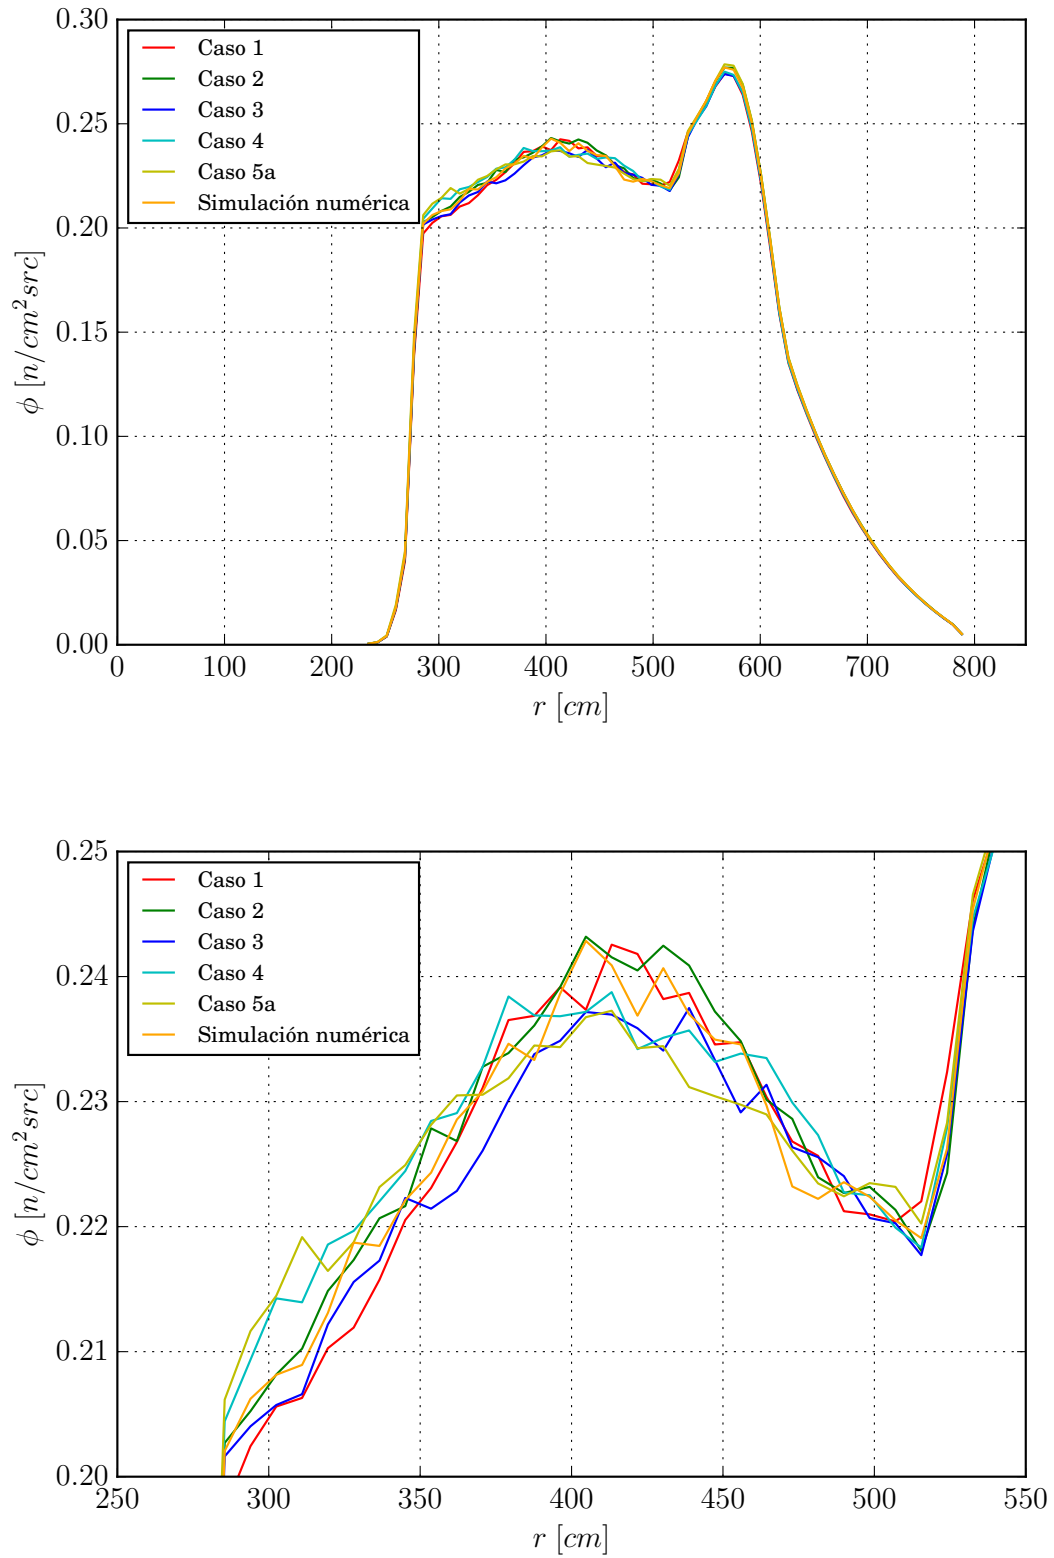 0.30
0.25
0.20
0.15
0.10
0.05
0.00
ϕ [n/cm²src]
Caso 1
Caso 2
Caso 3
Caso 4
Caso 5a
Simulación numérica
0 100 200 300 400 500 600 700 800
r [cm]
0.25
0.24
0.23
0.22
0.21
0.20
ϕ [n/cm²src]
Caso 1
Caso 2
Caso 3
Caso 4
Caso 5a
Simulación numérica
250 300 350 400 450 500 550
r [cm]